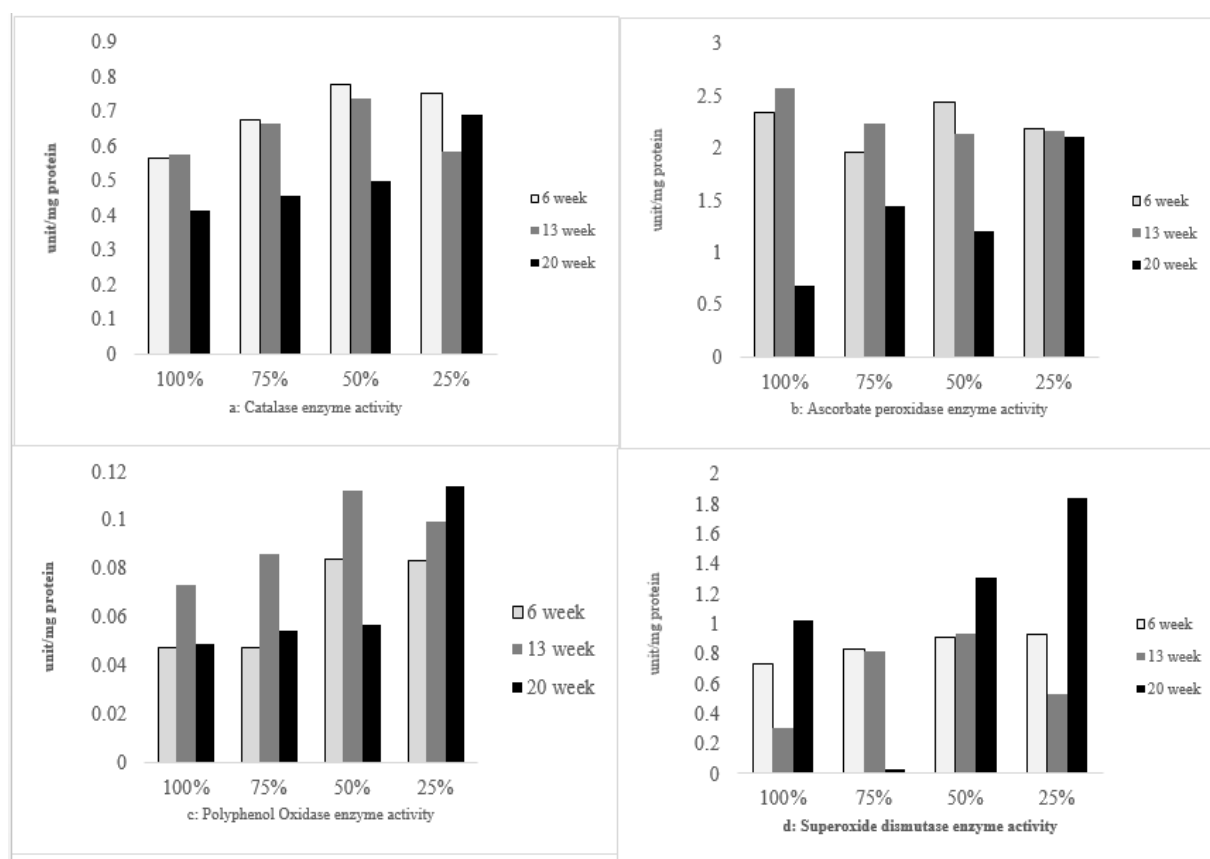 0.9
0.8
0.7
0.6
0.5
0.4
0.3
0.2
0.1
0
unit/mg protein
100% 75% 50% 25%
a: Catalase enzyme activity
6 week
13 week
20 week
3
2.5
2
1.5
1
0.5
0
unit/mg protein
100% 75% 50% 25%
b: Ascorbate peroxidase enzyme activity
6 week
13 week
20 week
0.12
0.1
0.08
0.06
0.04
0.02
0
unit/mg protein
100% 75% 50% 25%
c: Polyphenol Oxidase enzyme activity
6 week
13 week
20 week
2
1.8
1.6
1.4
1.2
1
0.8
0.6
0.4
0.2
0
unit/mg protein
100% 75% 50% 25%
d: Superoxide dismutase enzyme activity
6 week
13 week
20 week